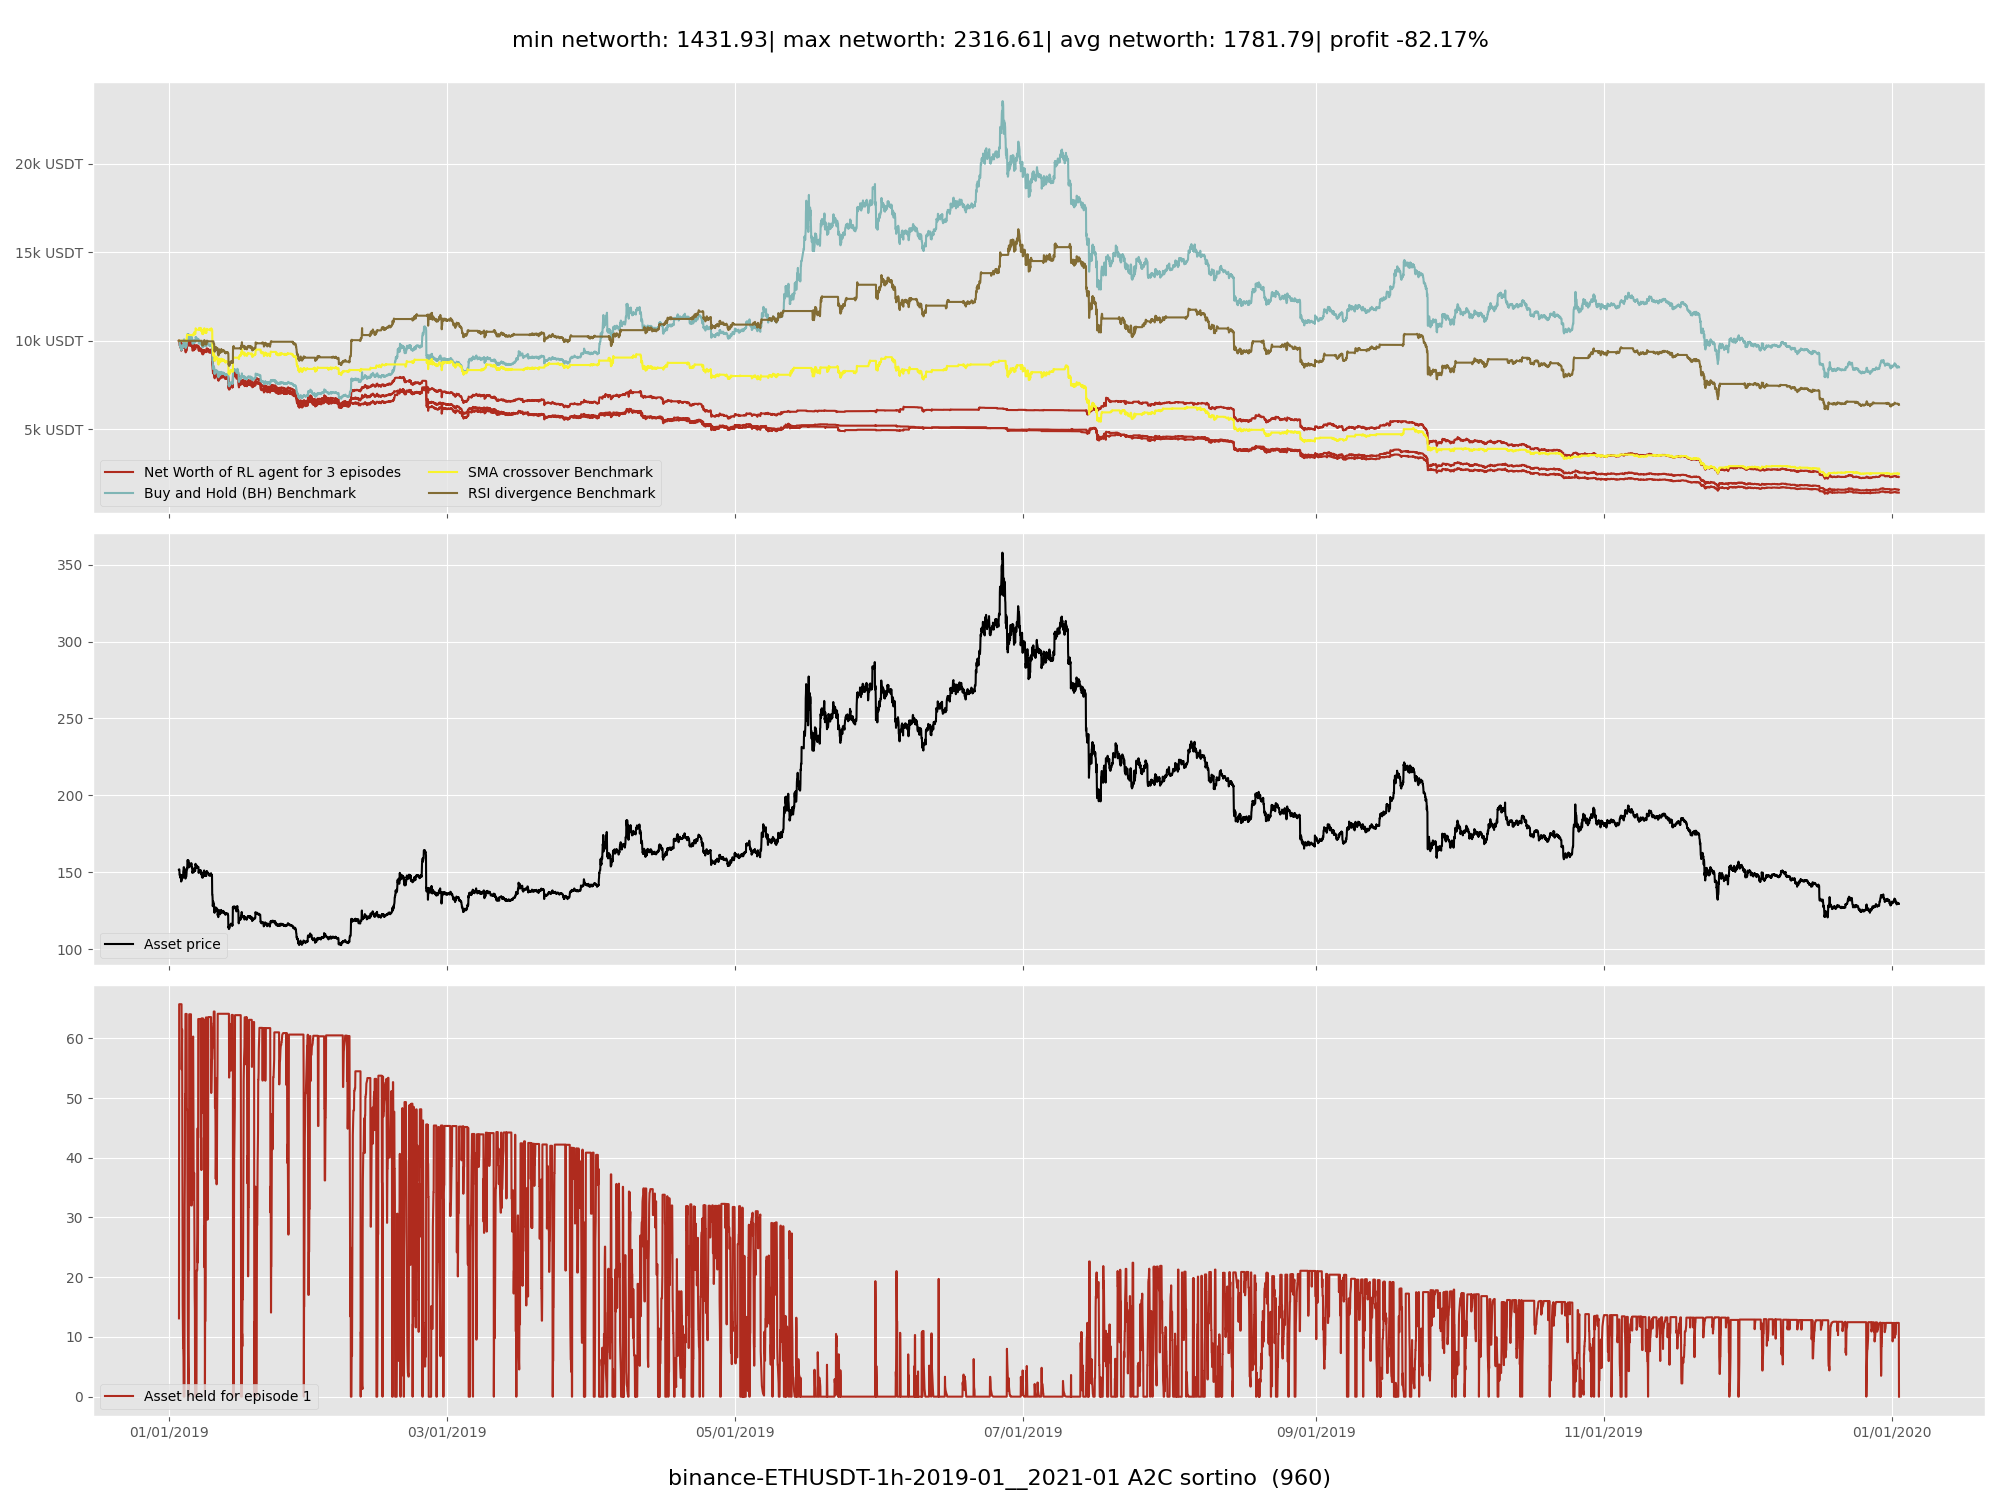 min networth: 1431.93| max networth: 2316.61| avg networth: 1781.79| profit -82.17%
20k USDT
15k USDT
10k USDT
5k USDT
Net Worth of RL agent for 3 episodes
Buy and Hold (BH) Benchmark
SMA crossover Benchmark
RSI divergence Benchmark
350
300
250
200
150
100
Asset price
60
50
40
30
20
10
0
Asset held for episode 1
01/01/2019
03/01/2019
05/01/2019
07/01/2019
09/01/2019
11/01/2019
01/01/2020
binance-ETHUSDT-1h-2019-01__2021-01 A2C sortino  (960)